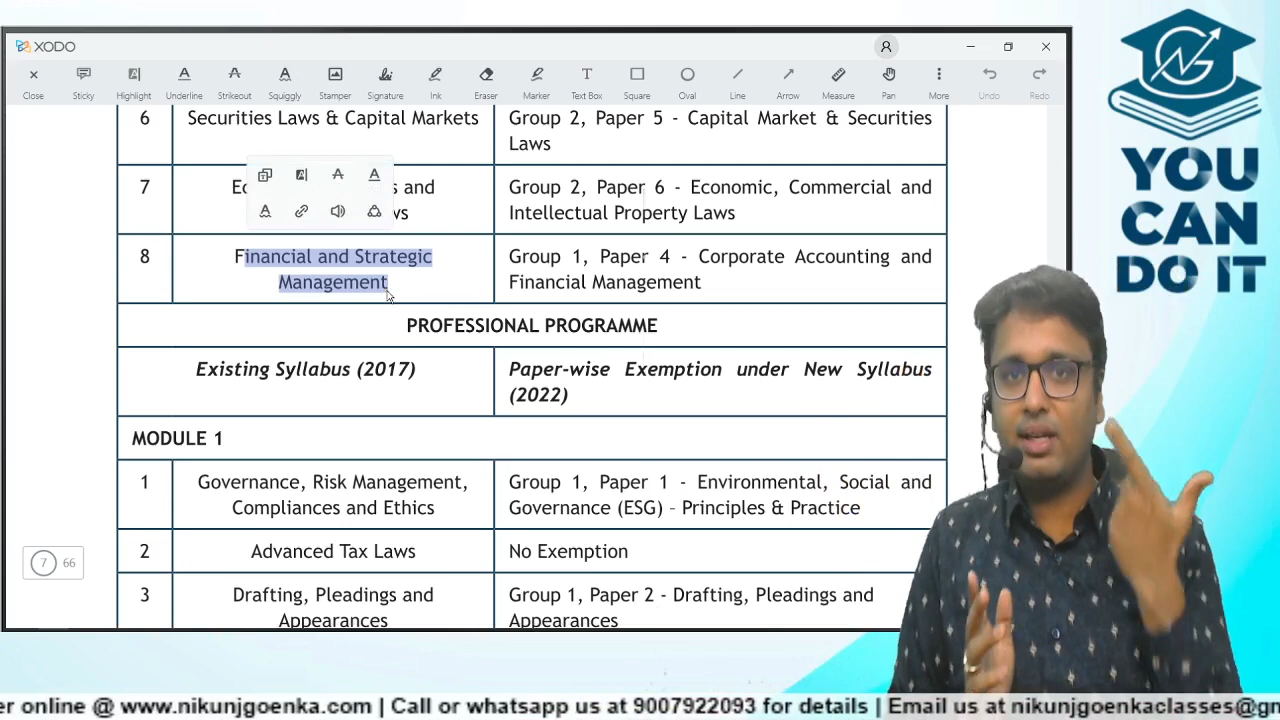 XODO
Close Sticky Highlight Underline Strikeout Squiggly Stamper Signature Ink Eraser Marker Text Box Square Oval Line Arrow Measure Pan More Undo Redo
6 Securities Laws & Capital Markets Group 2, Paper 5 - Capital Market & Securities
Laws
7 and Group 2, Paper 6 - Economic, Commercial and
Intellectual Property Laws
8 Financial and Strategic Group 1, Paper 4 - Corporate Accounting and
Management Financial Management
PROFESSIONAL PROGRAMME
Existing Syllabus (2017) Paper-wise Exemption under New Syllabus
(2022)
MODULE 1
1 Governance, Risk Management, Group 1, Paper 1 - Environmental, Social and
Compliances and Ethics Governance (ESG) – Principles & Practice
2 Advanced Tax Laws No Exemption
3 Drafting, Pleadings and Group 1, Paper 2 - Drafting, Pleadings and
Appearances Appearances
7 66
YOU
CAN
DO IT
er online @ www.nikunjgoenka.com | Call or whatsapp us at 9007922093 for details | Email us at nikunjgoenkaclasses@gm